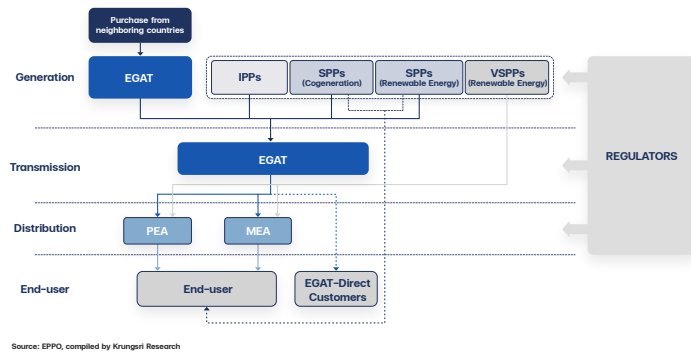 Purchase from
neighboring countries
Generation
EGAT
IPPs
SPPs
(Cogeneration)
SPPs
(Renewable Energy)
VSPPs
(Renewable Energy)
REGULATORS
Transmission
EGAT
Distribution
PEA
MEA
End-user
End-user
EGAT-Direct
Customers
Source: EPPO, compiled by Krungsri Research